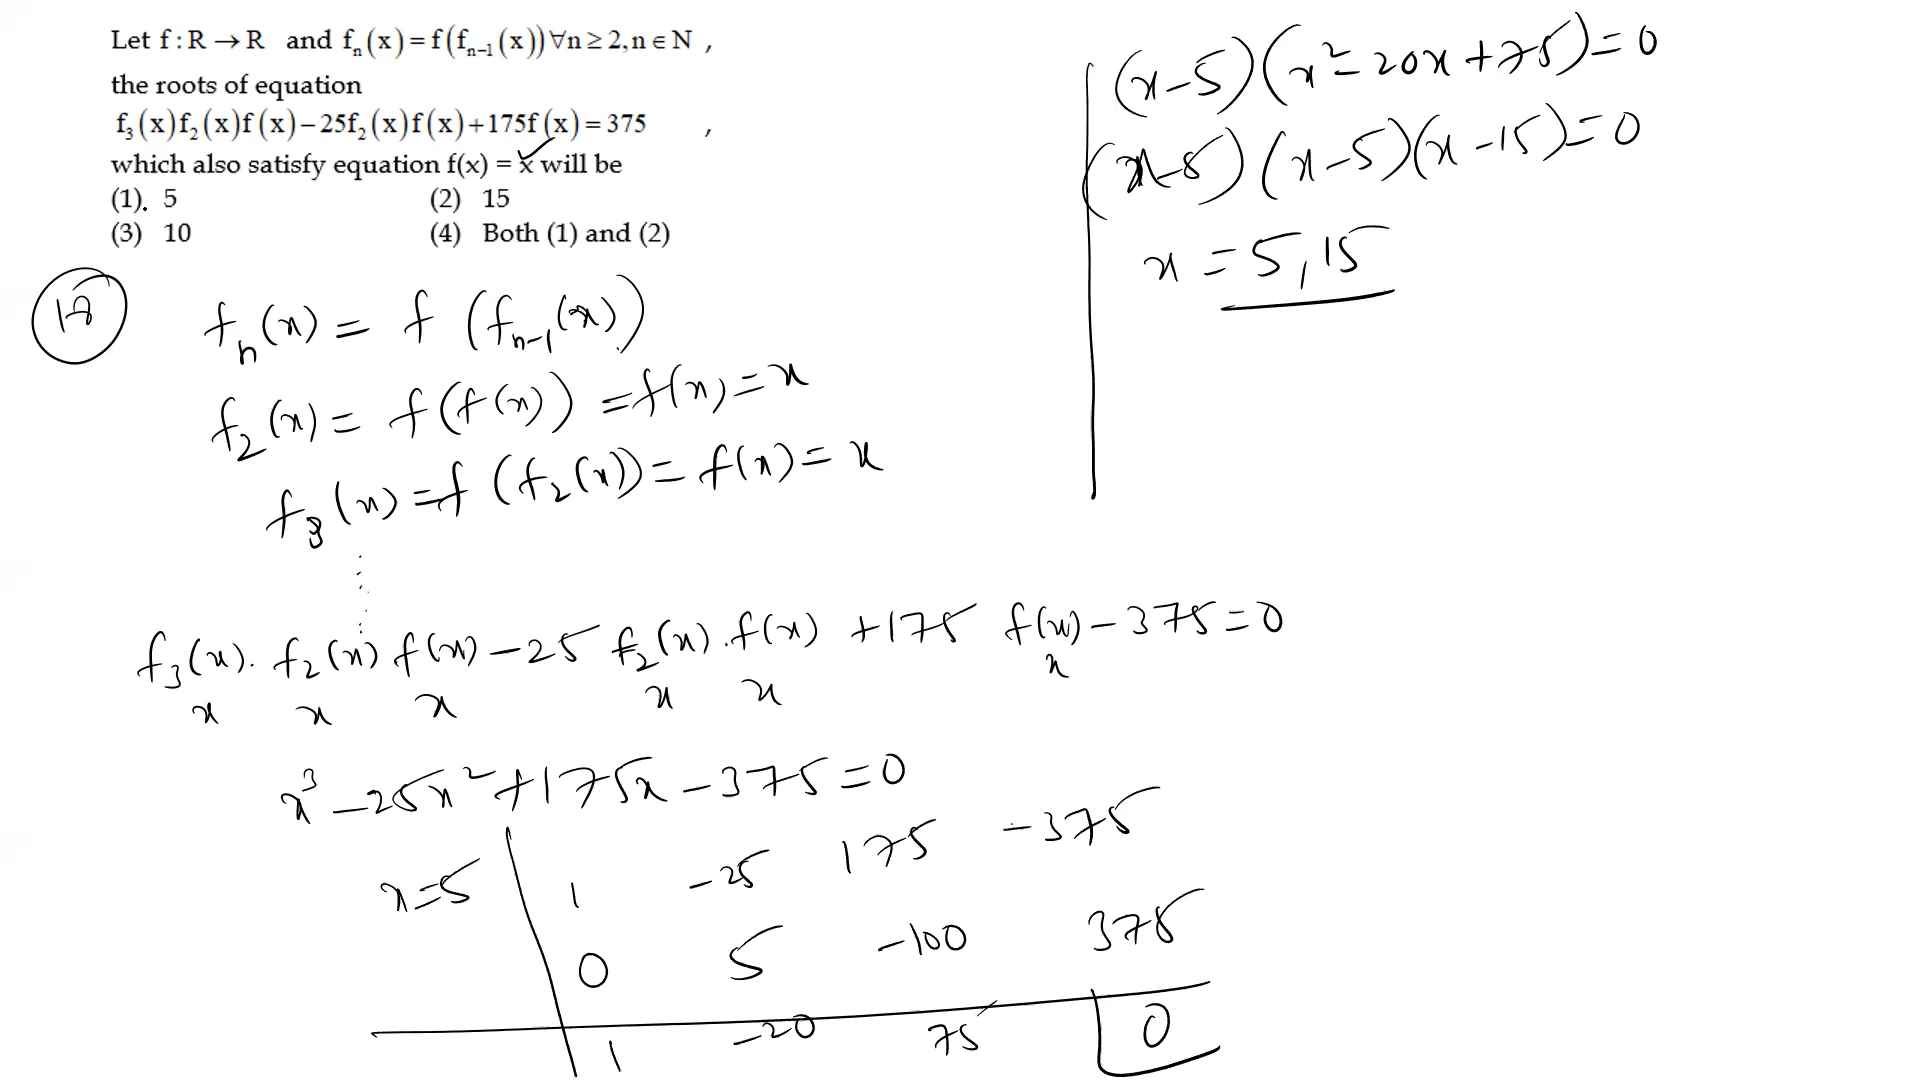 Let f : R → R and fₙ(x) = f(fₙ₋₁(x)) ∀n ≥ 2, n ∈ N ,
the roots of equation
f₃(x)f₂(x)f(x) − 25f₂(x)f(x) + 175f(x) = 375 ,
which also satisfy equation f(x) = x will be
(1). 5 (2) 15
(3) 10 (4) Both (1) and (2)
fₙ(x) = f(fₙ₋₁(x))
f₂(x) = f(f(x)) = f(x) = x
f₃(x) = f(f₂(x)) = f(x) = x
f₃(x). f₂(x) f(x) − 25 f₂(x).f(x) + 175 f(x) − 375 = 0
x x x x x x
x³ − 25x² + 175x − 375 = 0
x=5 1 −25 175 −375
0 5 −100 375
1 −20 75 0
(x−5)(x² − 20x + 75) = 0
(x−5)(x−5)(x−15) = 0
x = 5, 15